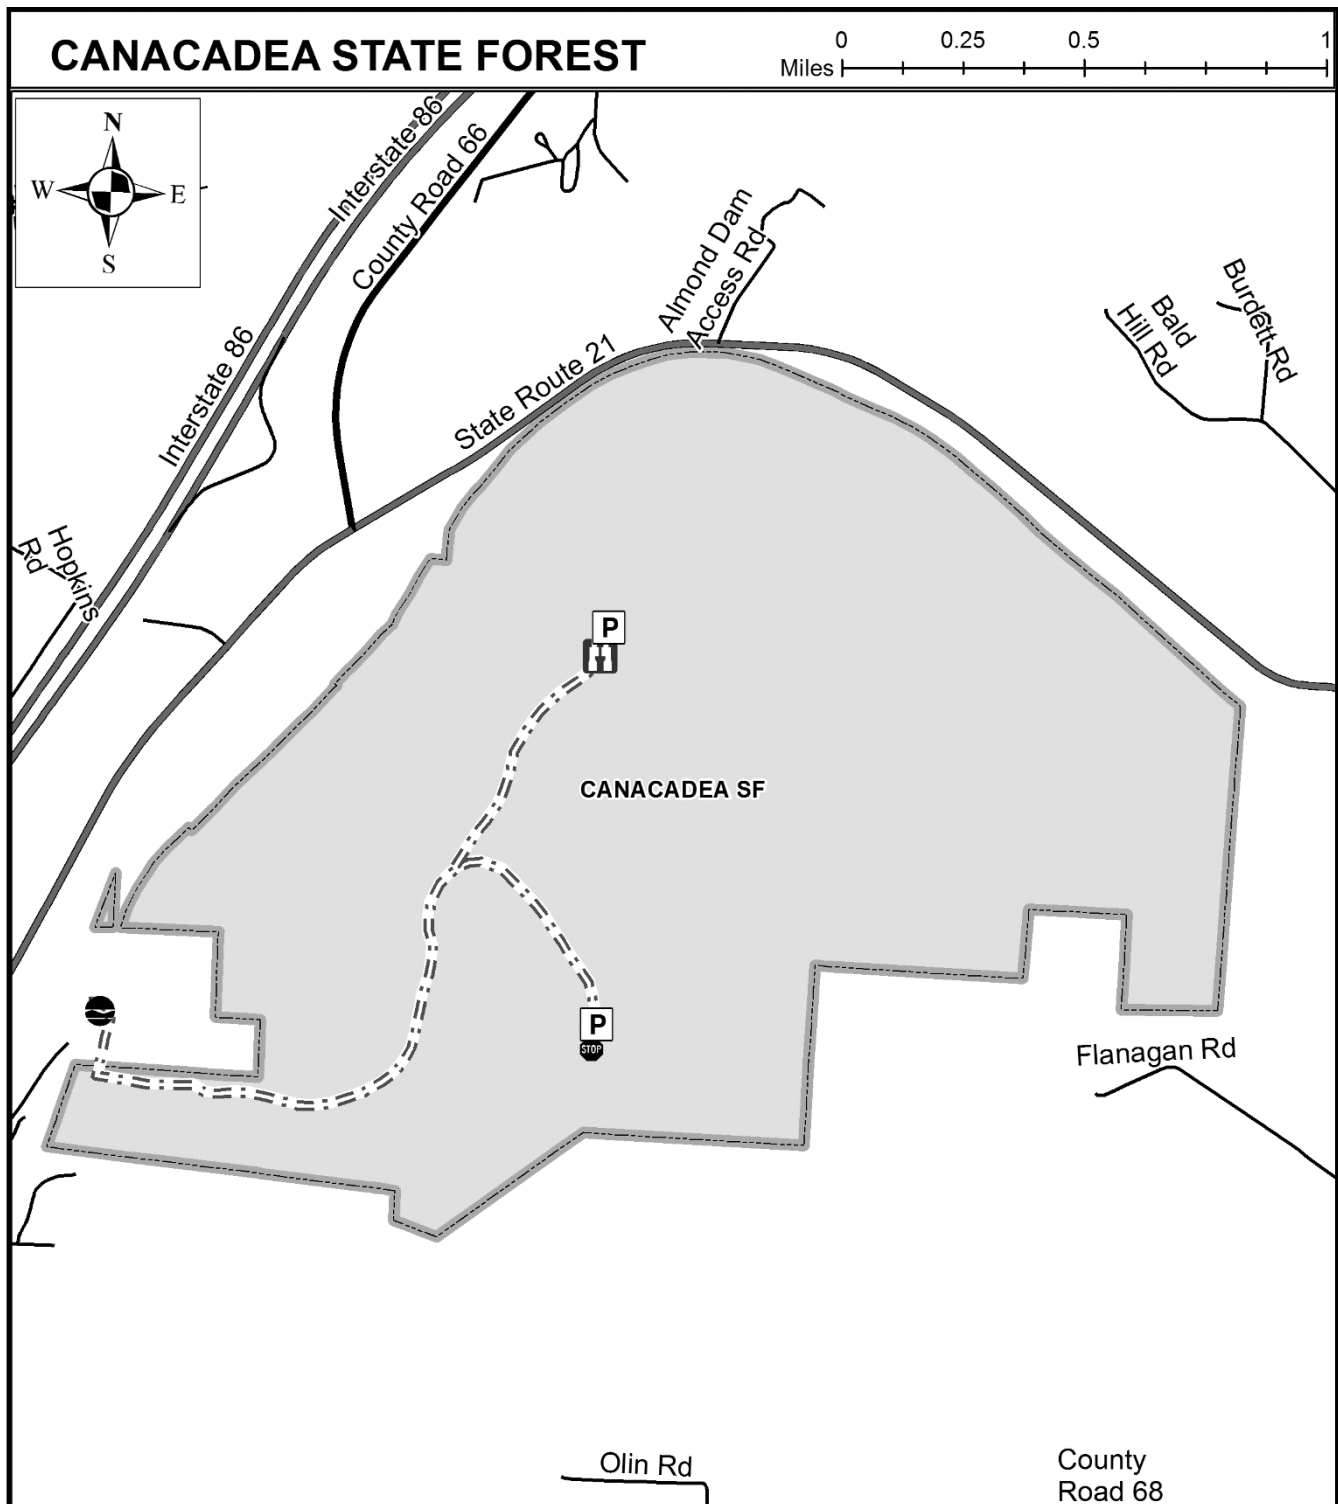 CANACADEA STATE FOREST
0 0.25 0.5 1
Miles
N
W E
S
Interstate 86
County Road 66
Almond Dam
Access Rd
Burdett Rd
Bald
Hill Rd
Interstate 86
State Route 21
Hopkins
Rd
P
CANACADEA SF
P
STOP
Flanagan Rd
Olin Rd
County
Road 68